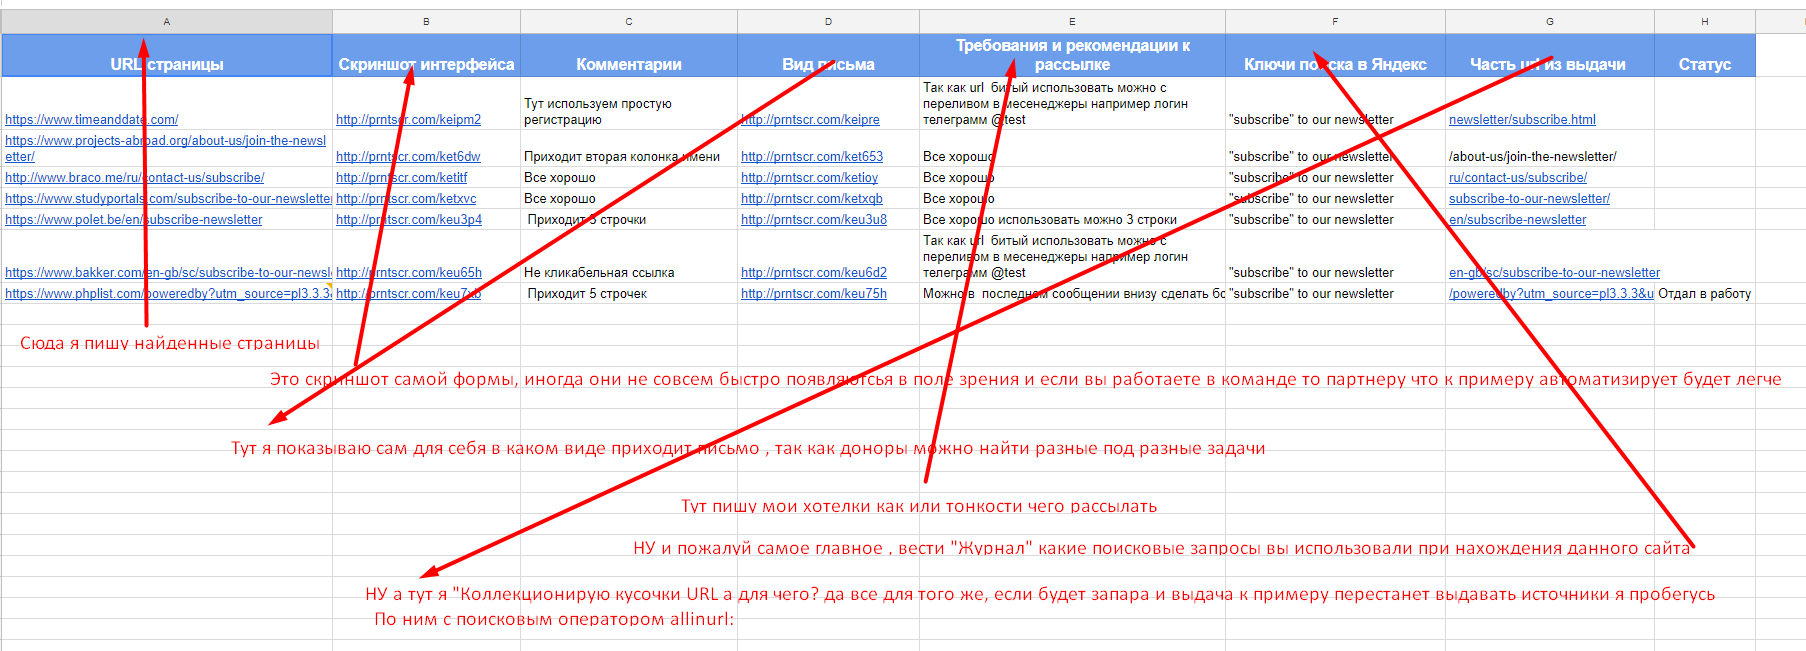 A B C D E F G H
URL страницы Скриншот интерфейса Комментарии Вид письма Требования и рекомендации к Ключи поиска в Яндекс Часть url из выдачи Статус
рассылке
https://www.timeanddate.com/ http://prntscr.com/keipm2 Тут используем простую http://prntscr.com/keipre Так как url битый использовать можно с "subscribe" to our newsletter newsletter/subscribe.html
регистрацию переливом в месенеджеры например логин
телеграмм @test
https://www.projects-abroad.org/about-us/join-the-newsl http://prntscr.com/ket6dw Приходит вторая колонка имени http://prntscr.com/ket653 Все хорошо "subscribe" to our newsletter /about-us/join-the-newsletter/
etter/
http://www.braco.me/ru/contact-us/subscribe/ http://prntscr.com/ketitf Все хорошо http://prntscr.com/ketioy Все хорошо "subscribe" to our newsletter ru/contact-us/subscribe/
https://www.studyportals.com/subscribe-to-our-newsletter http://prntscr.com/ketxvc Все хорошо http://prntscr.com/ketxqb Все хорошо "subscribe" to our newsletter subscribe-to-our-newsletter/
https://www.polet.be/en/subscribe-newsletter http://prntscr.com/keu3p4 Приходит 3 строчки http://prntscr.com/keu3u8 Все хорошо использовать можно 3 строки "subscribe" to our newsletter en/subscribe-newsletter
https://www.bakker.com/en-gb/sc/subscribe-to-our-newsl http://prntscr.com/keu65h Не кликабельная ссылка http://prntscr.com/keu6d2 Так как url битый использовать можно с "subscribe" to our newsletter en-gb/sc/subscribe-to-our-newsletter
переливом в месенеджеры например логин
телеграмм @test
https://www.phplist.com/poweredby?utm_source=pl3.3.3& http://prntscr.com/keu7xb Приходит 5 строчек http://prntscr.com/keu75h Можно в последнем сообщении внизу сделать бо "subscribe" to our newsletter /poweredby?utm_source=pl3.3.3&u Отдал в работу
Сюда я пишу найденные страницы
Это скриншот самой формы, иногда они не совсем быстро появляютсья в поле зрения и если вы работаете в команде то партнеру что к примеру автоматизирует будет легче
Тут я показываю сам для себя в каком виде приходит письмо , так как доноры можно найти разные под разные задачи
Тут пишу мои хотелки как или тонкости чего рассылать
НУ и пожалуй самое главное , вести "Журнал" какие поисковые запросы вы использовали при нахождения данного сайта
НУ а тут я "Коллекционирую кусочки URL а для чего? да все для того же, если будет запара и выдача к примеру перестанет выдавать источники я пробегусь
По ним с поисковым оператором allinurl: